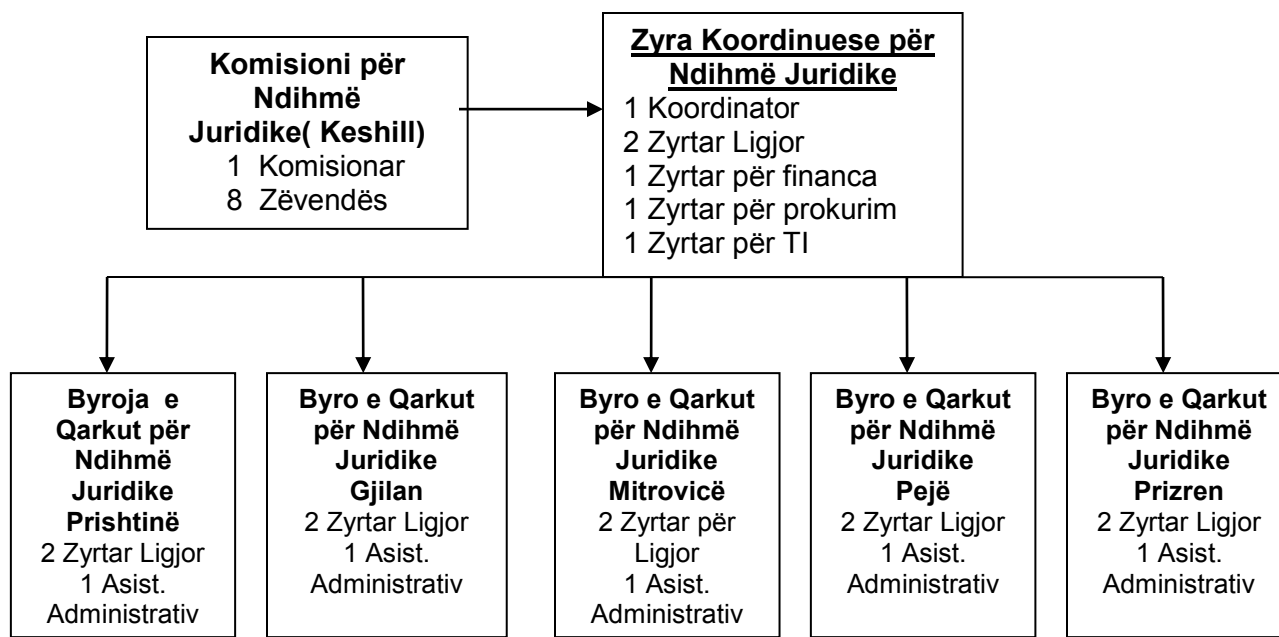 Komisioni për
Ndihmë
Juridike( Keshill)
1 Komisionar
8 Zëvendës
Zyra Koordinuese për
Ndihmë Juridike
1 Koordinator
2 Zyrtar Ligjor
1 Zyrtar për financa
1 Zyrtar për prokurim
1 Zyrtar për TI
Byroja e
Qarkut për
Ndihmë
Juridike
Prishtinë
2 Zyrtar Ligjor
1 Asist.
Administrativ
Byro e Qarkut
për Ndihmë
Juridike
Gjilan
2 Zyrtar Ligjor
1 Asist.
Administrativ
Byro e Qarkut
për Ndihmë
Juridike
Mitrovicë
2 Zyrtar për
Ligjor
1 Asist.
Administrativ
Byro e Qarkut
për Ndihmë
Juridike
Pejë
2 Zyrtar Ligjor
1 Asist.
Administrativ
Byro e Qarkut
për Ndihmë
Juridike
Prizren
2 Zyrtar Ligjor
1 Asist.
Administrativ